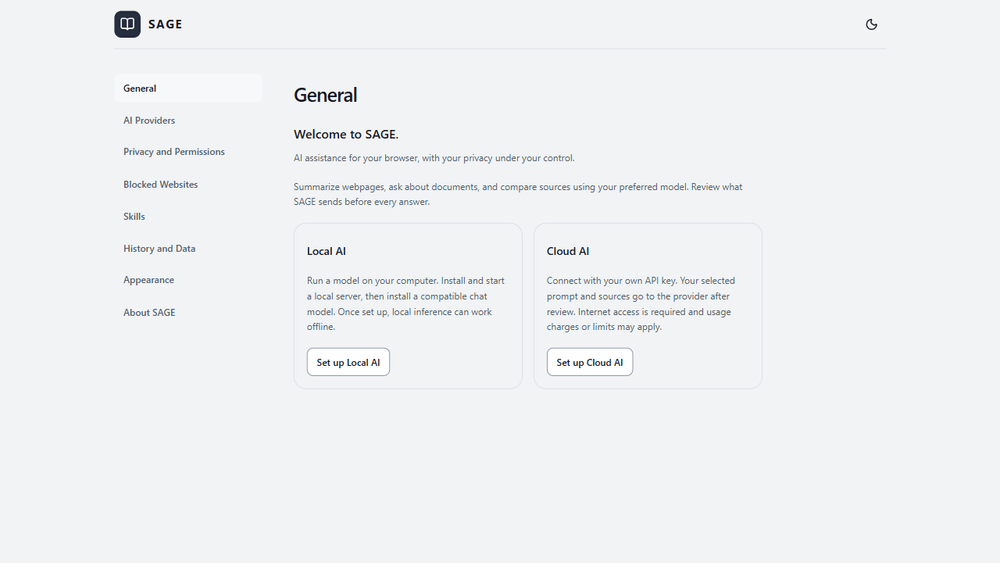 SAGE
General
AI Providers
Privacy and Permissions
Blocked Websites
Skills
History and Data
Appearance
About SAGE
General
Welcome to SAGE.
AI assistance for your browser, with your privacy under your control.
Summarize webpages, ask about documents, and compare sources using your preferred model. Review what
SAGE sends before every answer.
Local AI
Run a model on your computer. Install and start
a local server, then install a compatible chat
model. Once set up, local inference can work
offline.
Set up Local AI
Cloud AI
Connect with your own API key. Your selected
prompt and sources go to the provider after
review. Internet access is required and usage
charges or limits may apply.
Set up Cloud AI